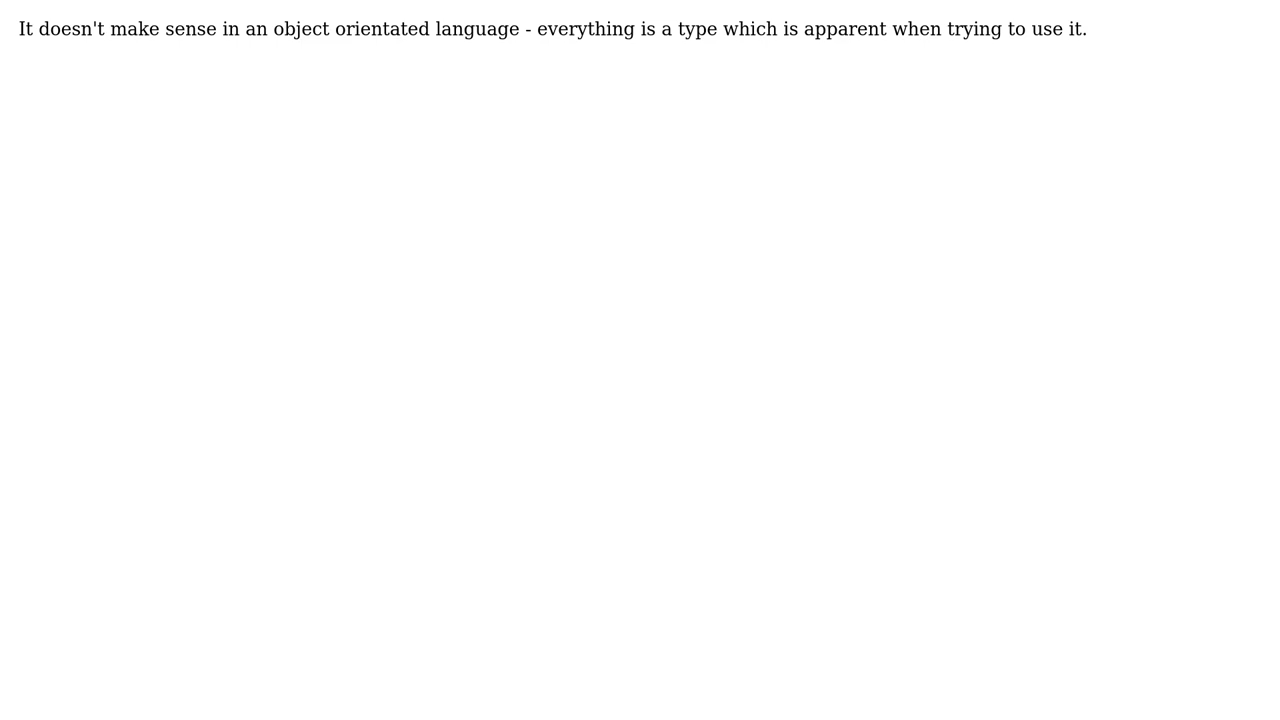 It doesn't make sense in an object orientated language - everything is a type which is apparent when trying to use it.